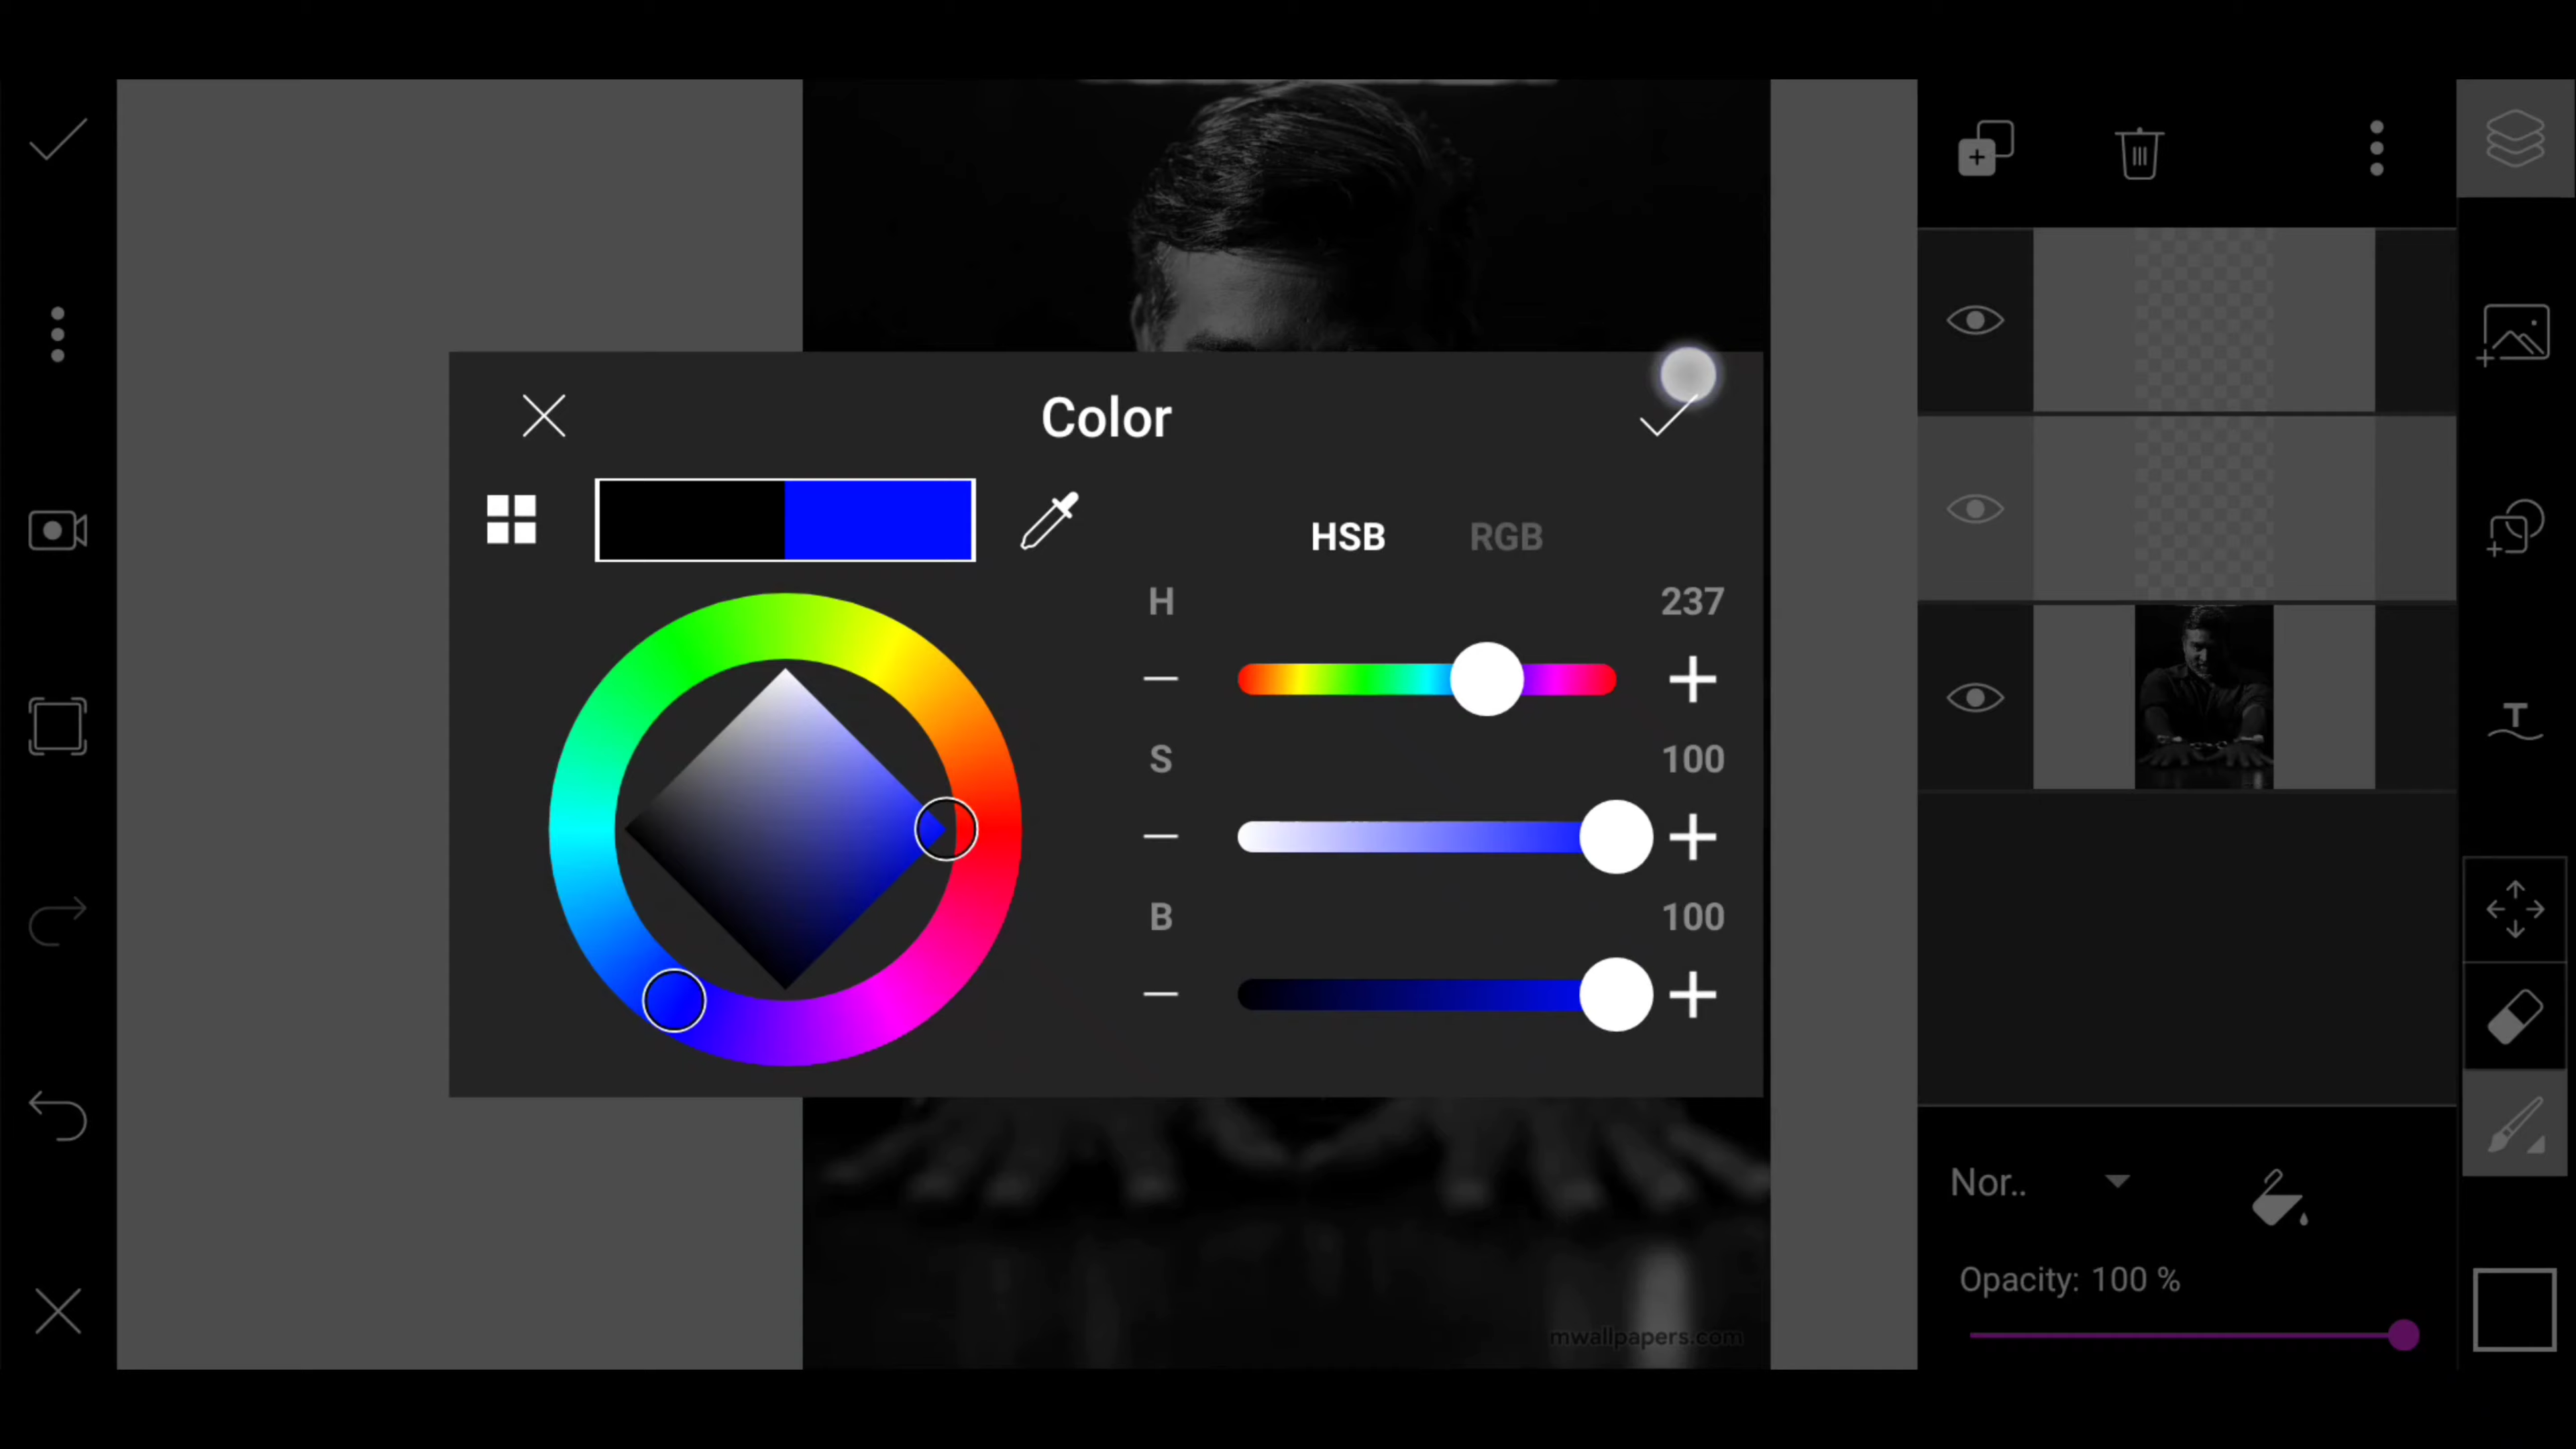 Color
HSB RGB
H 237
S 100
B 100
T
Nor..
Opacity: 100 %
mwallpapers.com